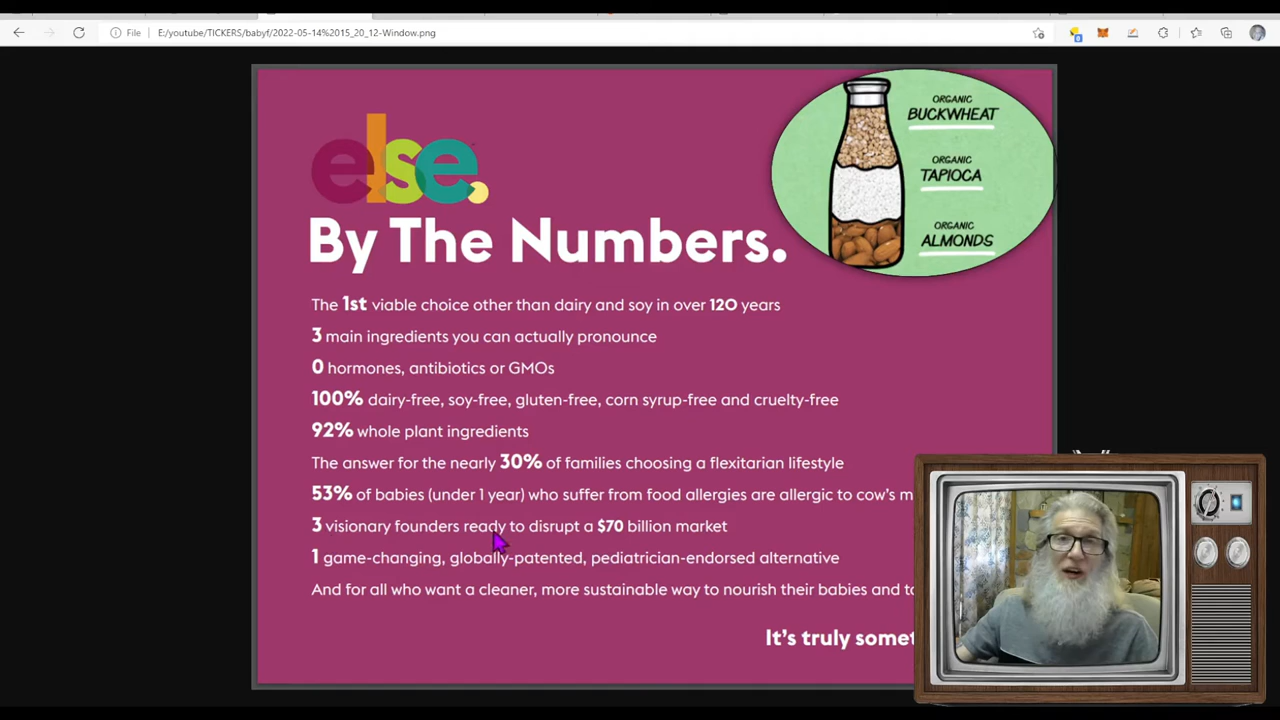 File
E:/youtube/TICKERS/babyf/2022-05-14%2015_20_12-Window.png
else.
By The Numbers.
ORGANIC
BUCKWHEAT
ORGANIC
TAPIOCA
ORGANIC
ALMONDS
The 1st viable choice other than dairy and soy in over 120 years
3 main ingredients you can actually pronounce
0 hormones, antibiotics or GMOs
100% dairy-free, soy-free, gluten-free, corn syrup-free and cruelty-free
92% whole plant ingredients
The answer for the nearly 30% of families choosing a flexitarian lifestyle
53% of babies (under 1 year) who suffer from food allergies are allergic to cow's
3 visionary founders ready to disrupt a $70 billion market
1 game-changing, globally-patented, pediatrician-endorsed alternative
And for all who want a cleaner, more sustainable way to nourish their babies and
It's truly